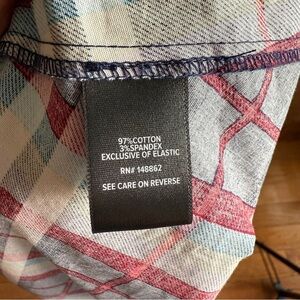 97%COTTON
3%SPANDEX
EXCLUSIVE OF ELASTIC
RN# 148862
SEE CARE ON REVERSE